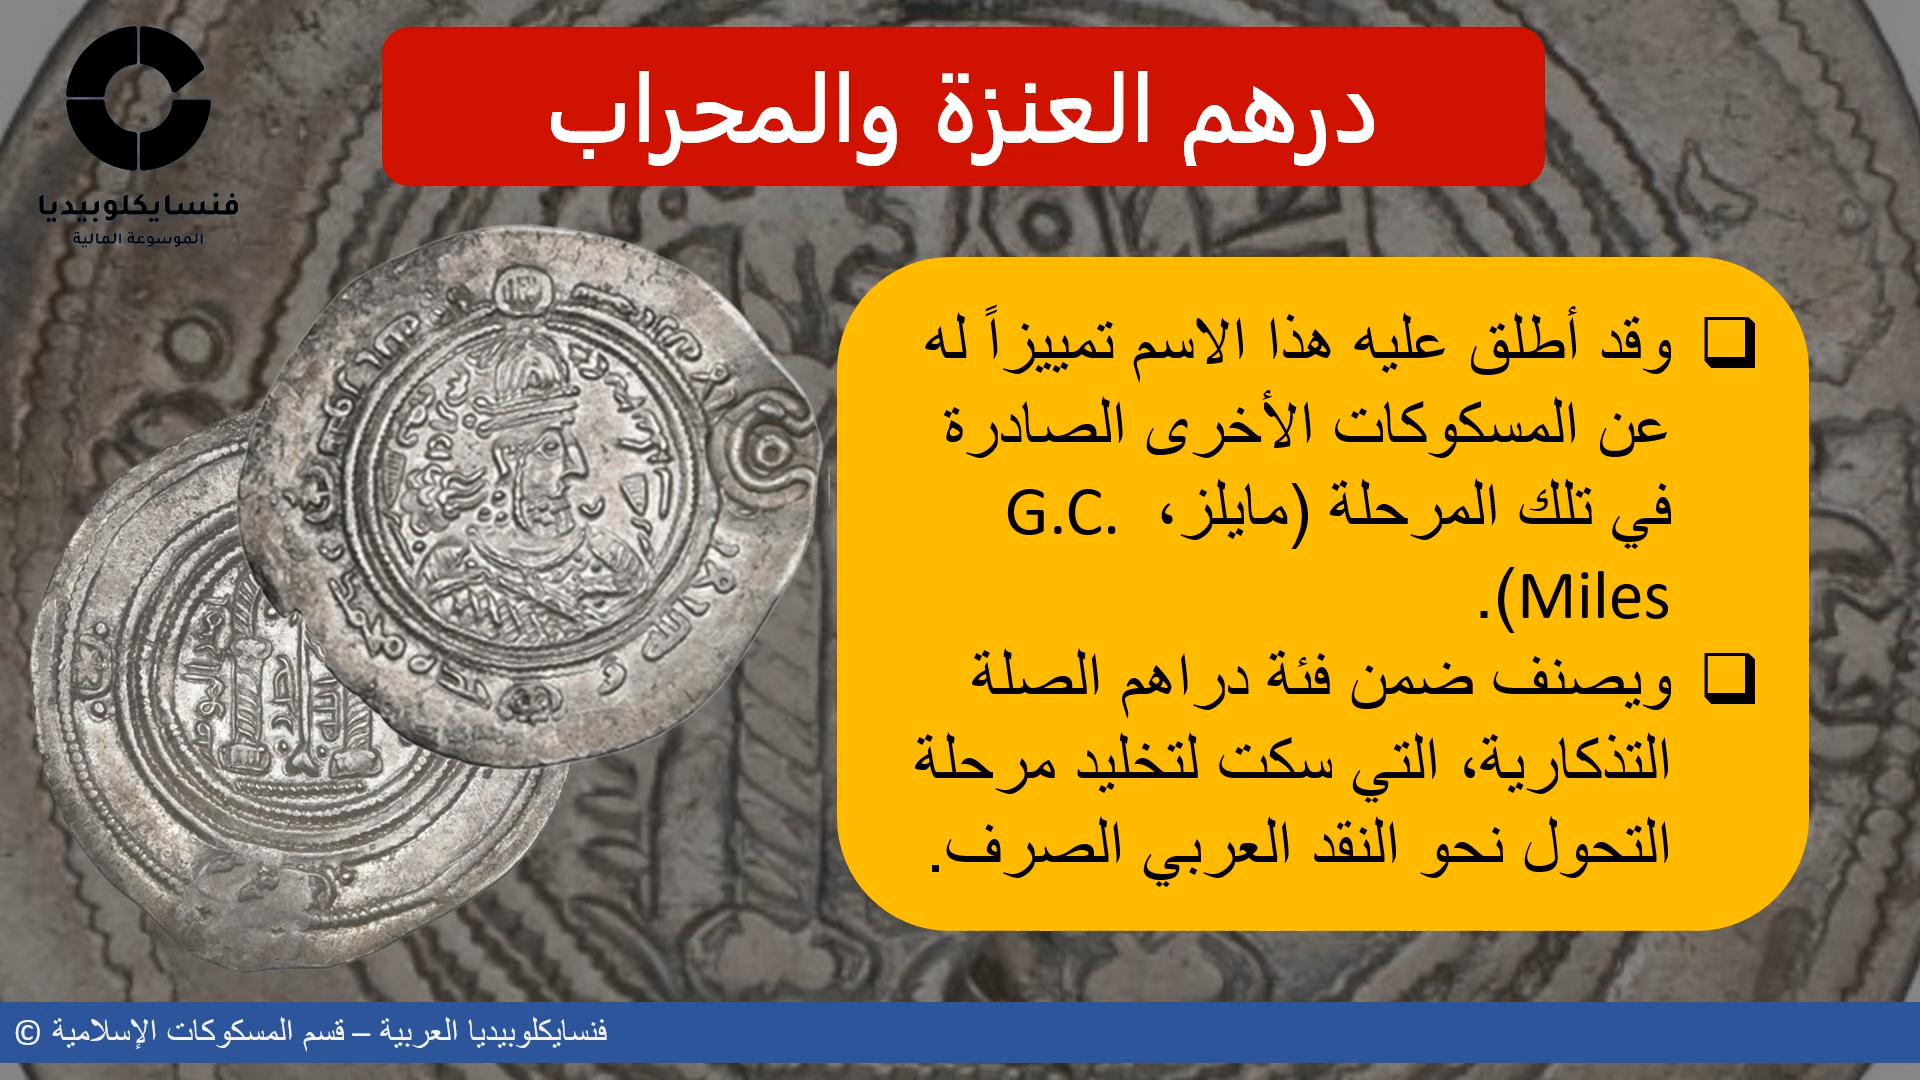 درهم العنزة والمحراب
فنسايكلوبيديا
الموسوعة المالية
❑ وقد أطلق عليه هذا الاسم تمييزاً له
عن المسكوكات الأخرى الصادرة
في تلك المرحلة (مايلز، G.C.
Miles).
❑ ويصنف ضمن فئة دراهم الصلة
التذكارية، التي سكت لتخليد مرحلة
التحول نحو النقد العربي الصرف.
فنسايكلوبيديا العربية – قسم المسكوكات الإسلامية ©